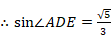 ∴ sin∠ADE = √5/3